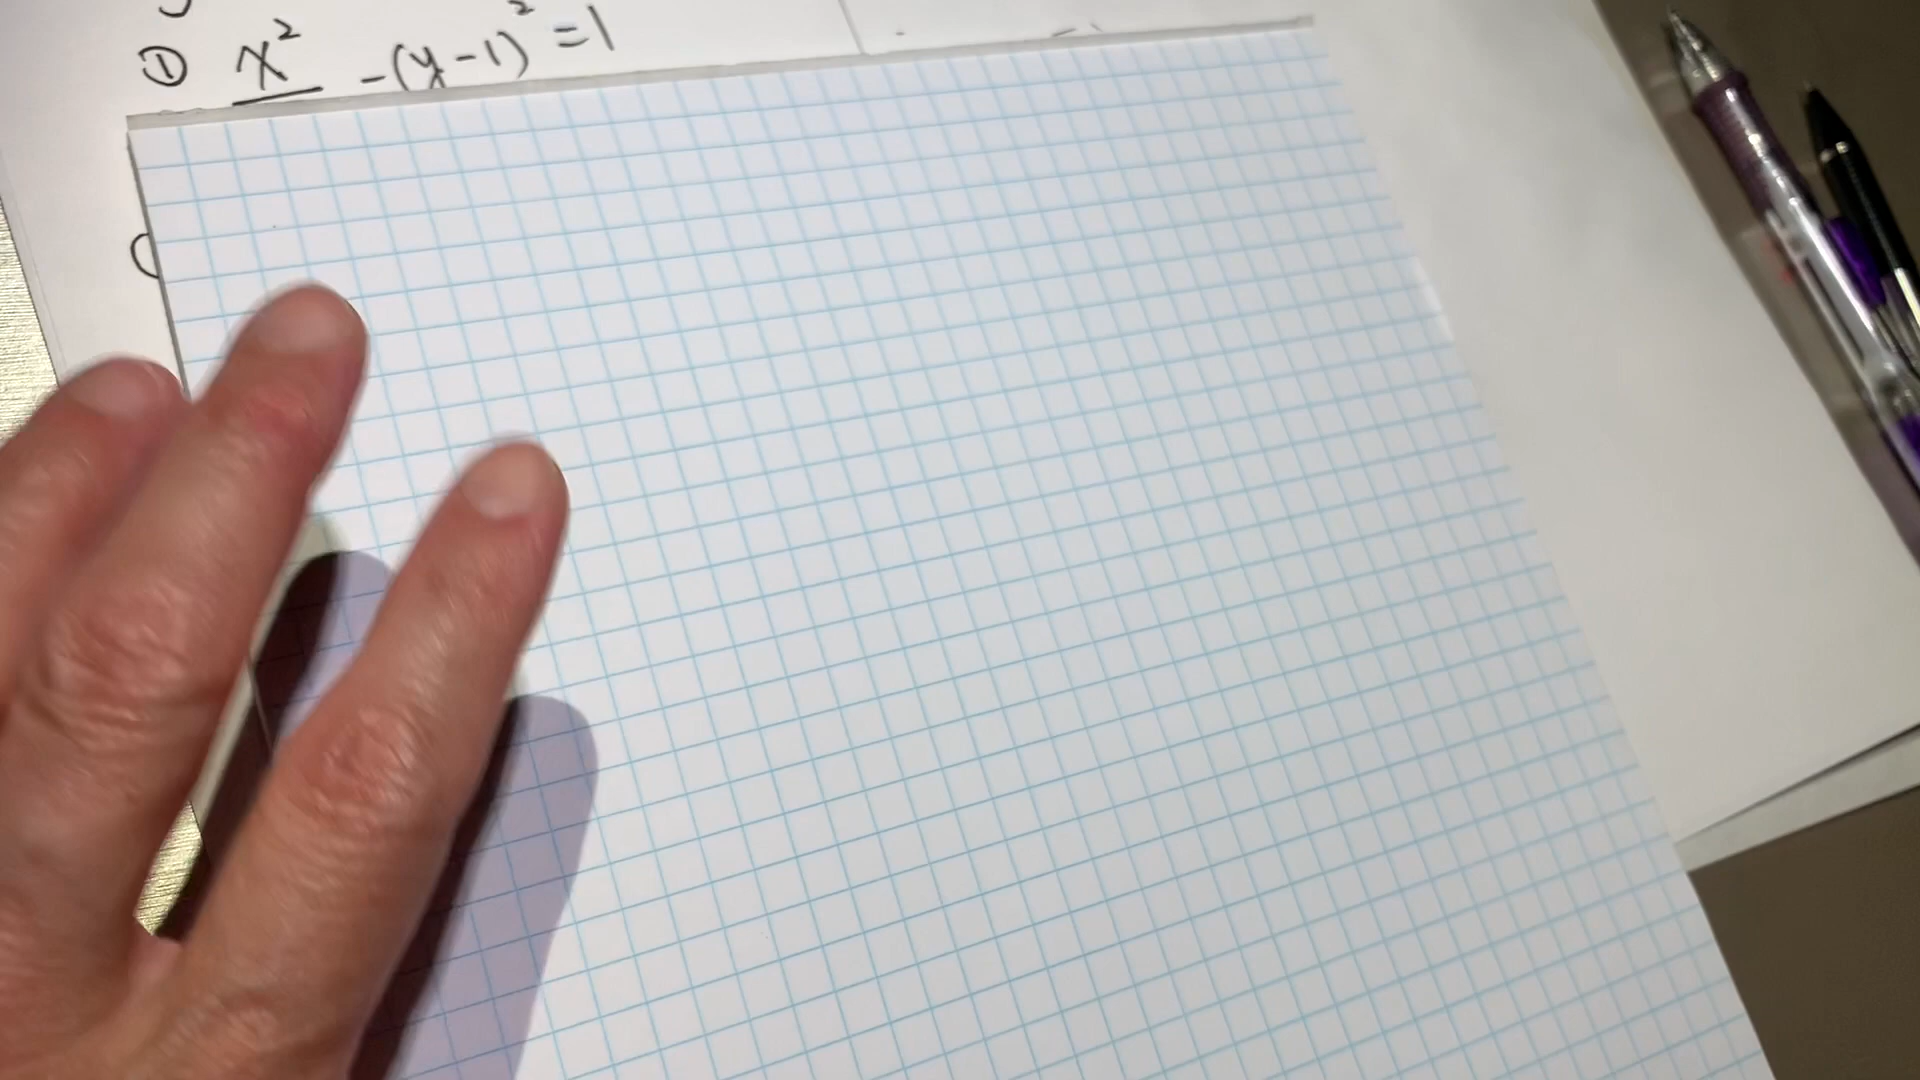 ① x² -(y-1)² =1